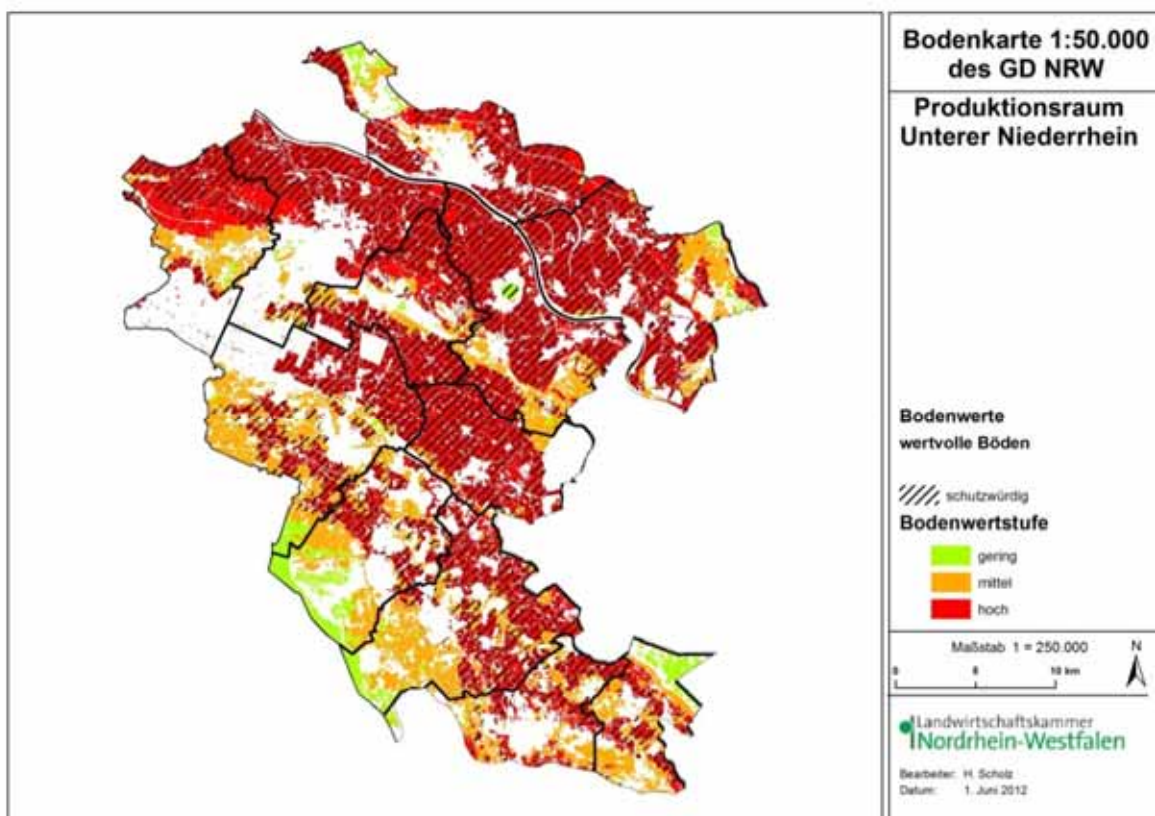 Bodenkarte 1:50.000
des GD NRW
Produktionsraum
Unterer Niederrhein
Bodenwerte
wertvolle Böden
schutzwürdig
Bodenwertstufe
gering
mittel
hoch
Maßstab 1 = 250.000
N
0 5 10 km
Landwirtschaftskammer
Nordrhein-Westfalen
Bearbeiter: H. Scholz
Datum: 1. Juni 2012